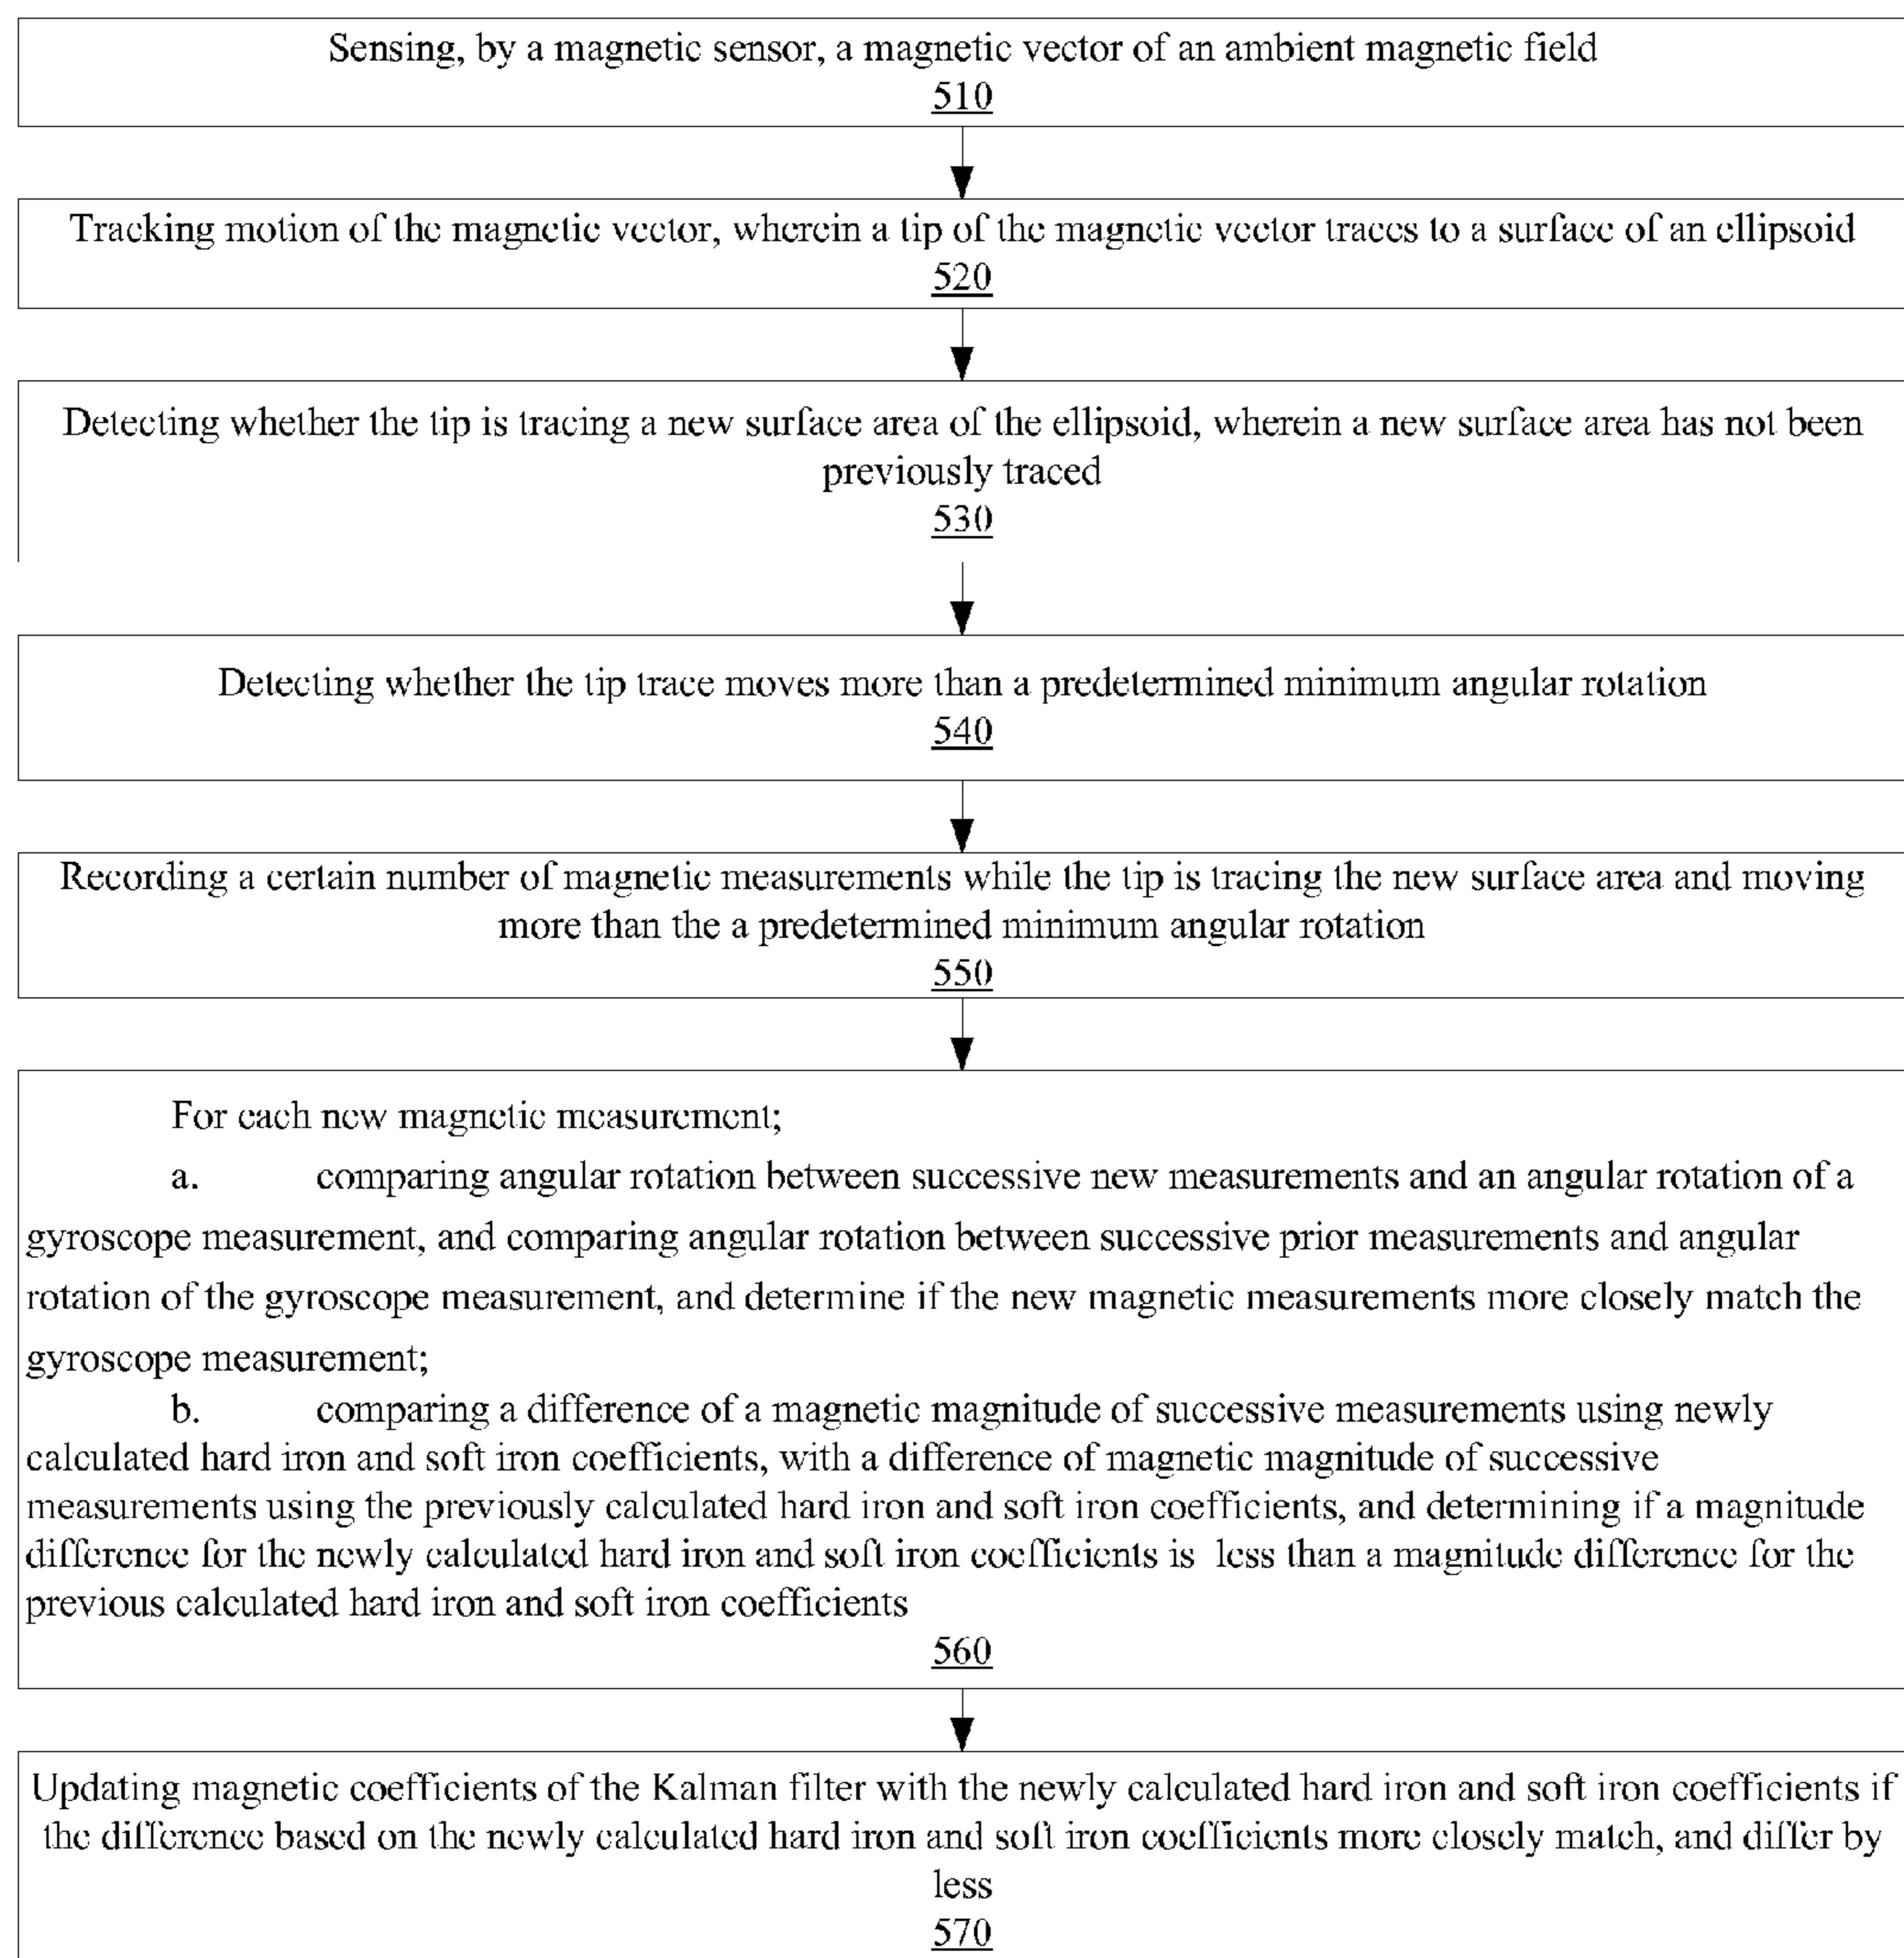 Sensing, by a magnetic sensor, a magnetic vector of an ambient magnetic field
510
Tracking motion of the magnetic vector, wherein a tip of the magnetic vector traces to a surface of an ellipsoid
520
Detecting whether the tip is tracing a new surface area of the ellipsoid, wherein a new surface area has not been
previously traced
530
Detecting whether the tip trace moves more than a predetermined minimum angular rotation
540
Recording a certain number of magnetic measurements while the tip is tracing the new surface area and moving
more than the a predetermined minimum angular rotation
550
For each new magnetic measurement;
a. comparing angular rotation between successive new measurements and an angular rotation of a
gyroscope measurement, and comparing angular rotation between successive prior measurements and angular
rotation of the gyroscope measurement, and determine if the new magnetic measurements more closely match the
gyroscope measurement;
b. comparing a difference of a magnetic magnitude of successive measurements using newly
calculated hard iron and soft iron coefficients, with a difference of magnetic magnitude of successive
measurements using the previously calculated hard iron and soft iron coefficients, and determining if a magnitude
difference for the newly calculated hard iron and soft iron coefficients is less than a magnitude difference for the
previous calculated hard iron and soft iron coefficients
560
Updating magnetic coefficients of the Kalman filter with the newly calculated hard iron and soft iron coefficients if
the difference based on the newly calculated hard iron and soft iron coefficients more closely match, and differ by
less
570